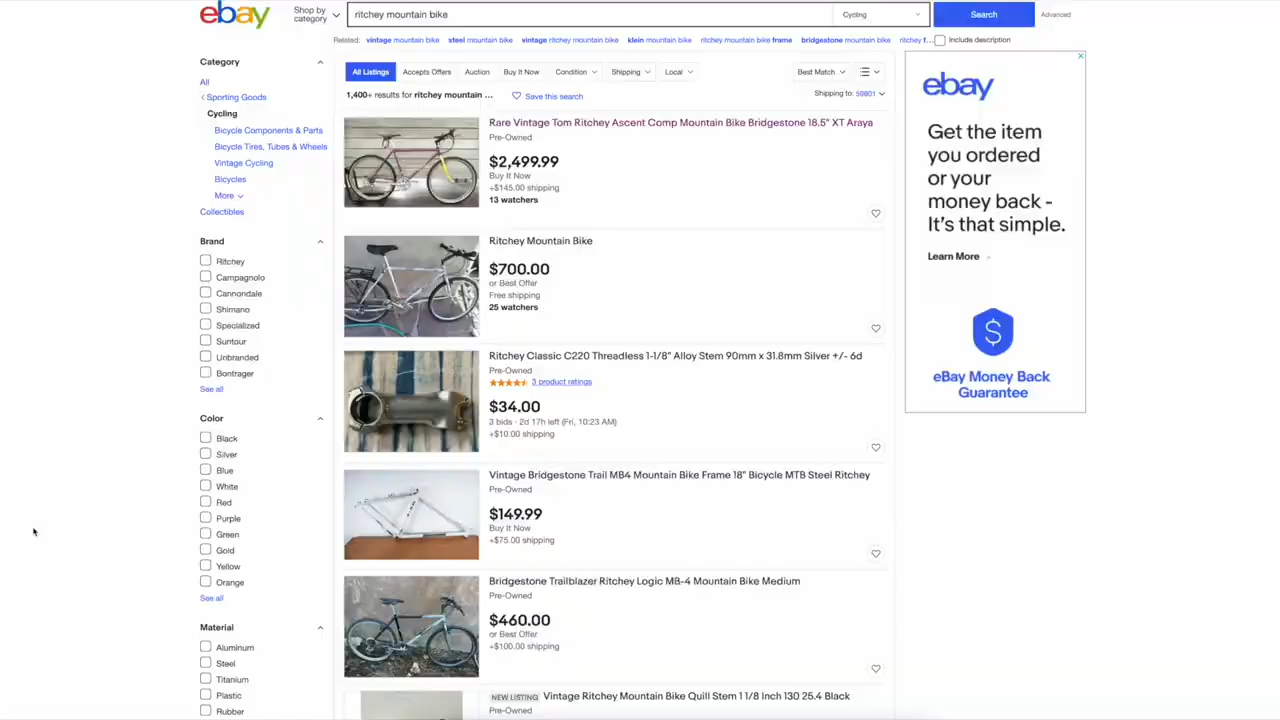 ebay
Shop by
category
ritchey mountain bike
Cycling
Search
Advanced
Related:
vintage mountain bike
steel mountain bike
vintage ritchey mountain bike
klein mountain bike
ritchey mountain bike frame
bridgestone mountain bike
ritchey f...
Include description
Category
All
Sporting Goods
Cycling
Bicycle Components & Parts
Bicycle Tires, Tubes & Wheels
Vintage Cycling
Bicycles
More
Collectibles
Brand
Ritchey
Campagnolo
Cannondale
Shimano
Specialized
Suntour
Unbranded
Bontrager
See all
Color
Black
Silver
Blue
White
Red
Purple
Green
Gold
Yellow
Orange
See all
Material
Aluminum
Steel
Titanium
Plastic
Rubber
All Listings
Accepts Offers
Auction
Buy It Now
Condition
Shipping
Local
Best Match
1,400+ results for ritchey mountain ...
Save this search
Shipping to: 59801
Rare Vintage Tom Ritchey Ascent Comp Mountain Bike Bridgestone 18.5" XT Araya
Pre-Owned
$2,499.99
Buy It Now
+$145.00 shipping
13 watchers
Ritchey Mountain Bike
$700.00
or Best Offer
Free shipping
25 watchers
Ritchey Classic C220 Threadless 1-1/8" Alloy Stem 90mm x 31.8mm Silver +/- 6d
Pre-Owned
3 product ratings
$34.00
3 bids · 2d 17h left (Fri, 10:23 AM)
+$10.00 shipping
Vintage Bridgestone Trail MB4 Mountain Bike Frame 18" Bicycle MTB Steel Ritchey
Pre-Owned
$149.99
Buy It Now
+$75.00 shipping
Bridgestone Trailblazer Ritchey Logic MB-4 Mountain Bike Medium
Pre-Owned
$460.00
or Best Offer
+$100.00 shipping
NEW LISTING Vintage Ritchey Mountain Bike Quill Stem 1 1/8 Inch 130 25.4 Black
Pre-Owned
ebay
Get the item
you ordered
or your
money back -
It's that simple.
Learn More
$
eBay Money Back
Guarantee